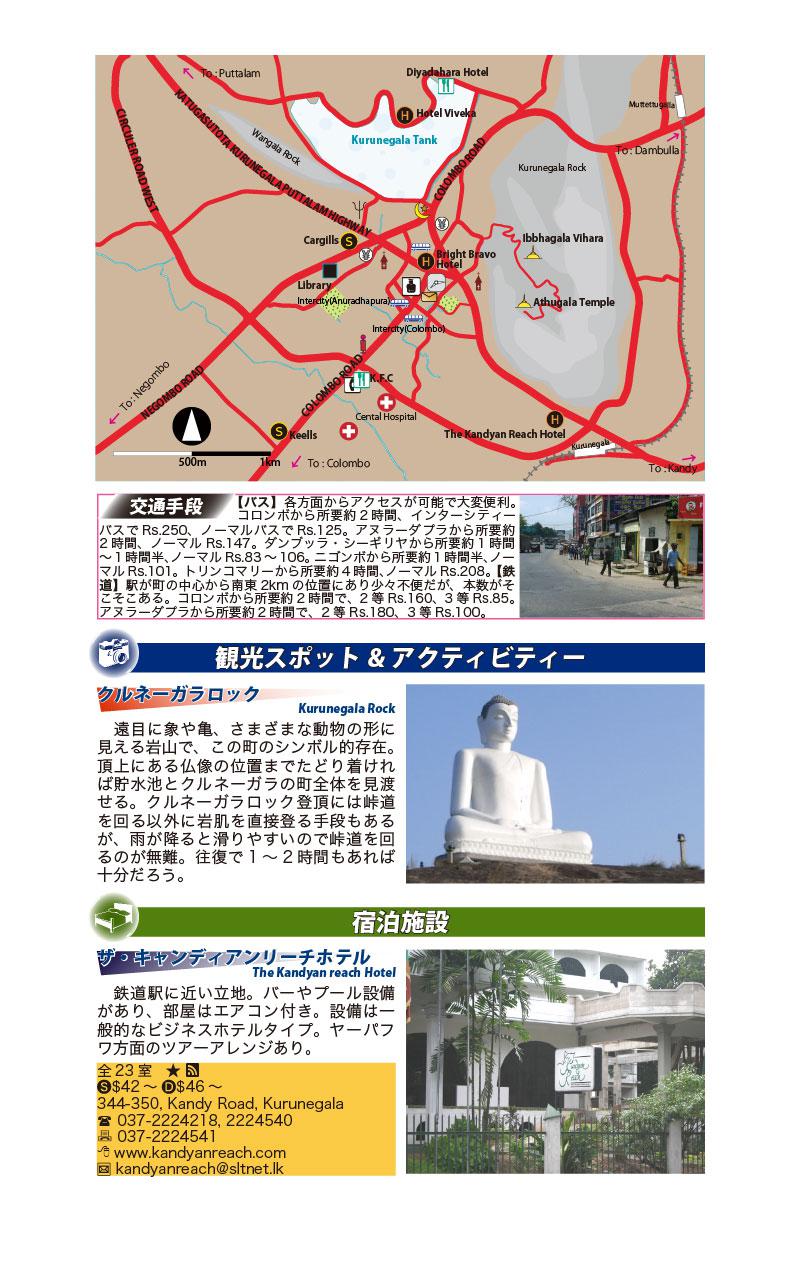 To : Puttalam
Diyadahara Hotel
Muttettugalla
H Hotel Viveka
CIRCULER ROAD WEST
KATUGASUTOTA KURUNEGALA PUTTALAM HIGHWAY
Wangala Rock
Kurunegala Tank
COLOMBO ROAD
To : Dambulla
Kurunegala Rock
Cargills S
Ibbhagala Vihara
H Bright Bravo
Hotel
Library
Intercity(Anuradhapura)
Athugala Temple
Intercity(Colombo)
To : Negombo
NEGOMBO ROAD
COLOMBO ROAD
K.F.C
Cental Hospital
H
S Keells
The Kandyan Reach Hotel
Kurunegala
500m 1km
To : Colombo
To : Kandy
交通手段
【バス】各方面からアクセスが可能で大変便利。
コロンボから所要約2時間、インターシティー
バスで Rs.250、ノーマルバスで Rs.125。アヌラーダプラから所要約
2時間、ノーマル Rs.147。ダンブッラ・シーギリヤから所要約1時間
〜1時間半、ノーマル Rs.83〜106。ニゴンボから所要約1時間半、ノー
マル Rs.101。トリンコマリーから所要約4時間、ノーマル Rs.208。【鉄
道】駅が町の中心から南東 2km の位置にあり少々不便だが、本数がそ
こそこある。コロンボから所要約2時間で、2等 Rs.160、3等 Rs.85。
アヌラーダプラから所要約2時間で、2等 Rs.180、3等 Rs.100。
観光スポット & アクティビティー
クルネーガラロック
Kurunegala Rock
遠目に象や亀、さまざまな動物の形に
見える岩山で、この町のシンボル的存在。
頂上にある仏像の位置までたどり着けれ
ば貯水池とクルネーガラの町全体を見渡
せる。クルネーガラロック登頂には峠道
を回る以外に岩肌を直接登る手段もある
が、雨が降ると滑りやすいので峠道を回
るのが無難。往復で1〜2時間もあれば
十分だろう。
宿泊施設
ザ・キャンディアンリーチホテル
The Kandyan reach Hotel
鉄道駅に近い立地。バーやプール設備
があり、部屋はエアコン付き。設備は一
般的なビジネスホテルタイプ。ヤーパフ
ワ方面のツアーアレンジあり。
全 23 室 ★
S$42〜 D$46〜
344-350, Kandy Road, Kurunegala
037-2224218, 2224540
037-2224541
www.kandyanreach.com
kandyanreach@sltnet.lk